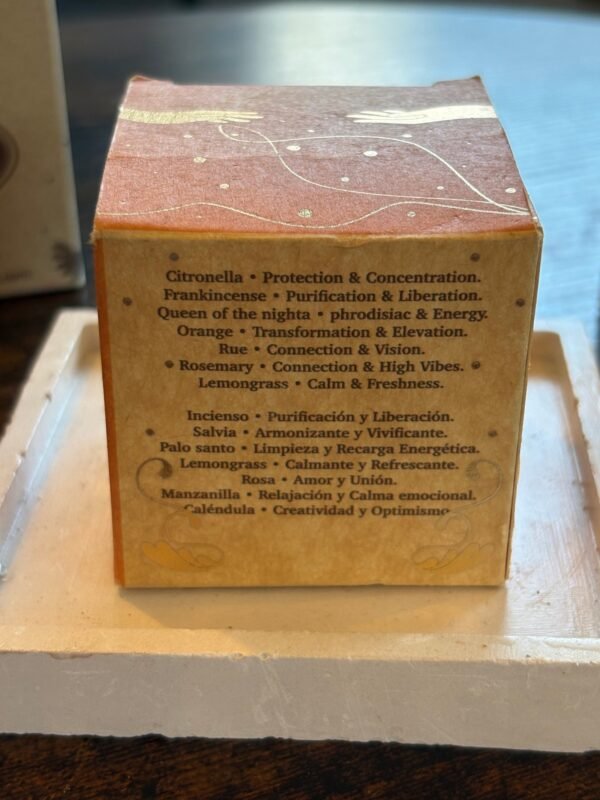 Citronella • Protection & Concentration.
Frankincense • Purification & Liberation.
Queen of the nighta • phrodisiac & Energy.
Orange • Transformation & Elevation.
Rue • Connection & Vision.
Rosemary • Connection & High Vibes.
Lemongrass • Calm & Freshness.
Incienso • Purificación y Liberación.
Salvia • Armonizante y Vivificante.
Palo santo • Limpieza y Recarga Energética.
Lemongrass • Calmante y Refrescante.
Rosa • Amor y Unión.
Manzanilla • Relajación y Calma emocional.
Caléndula • Creatividad y Optimismo